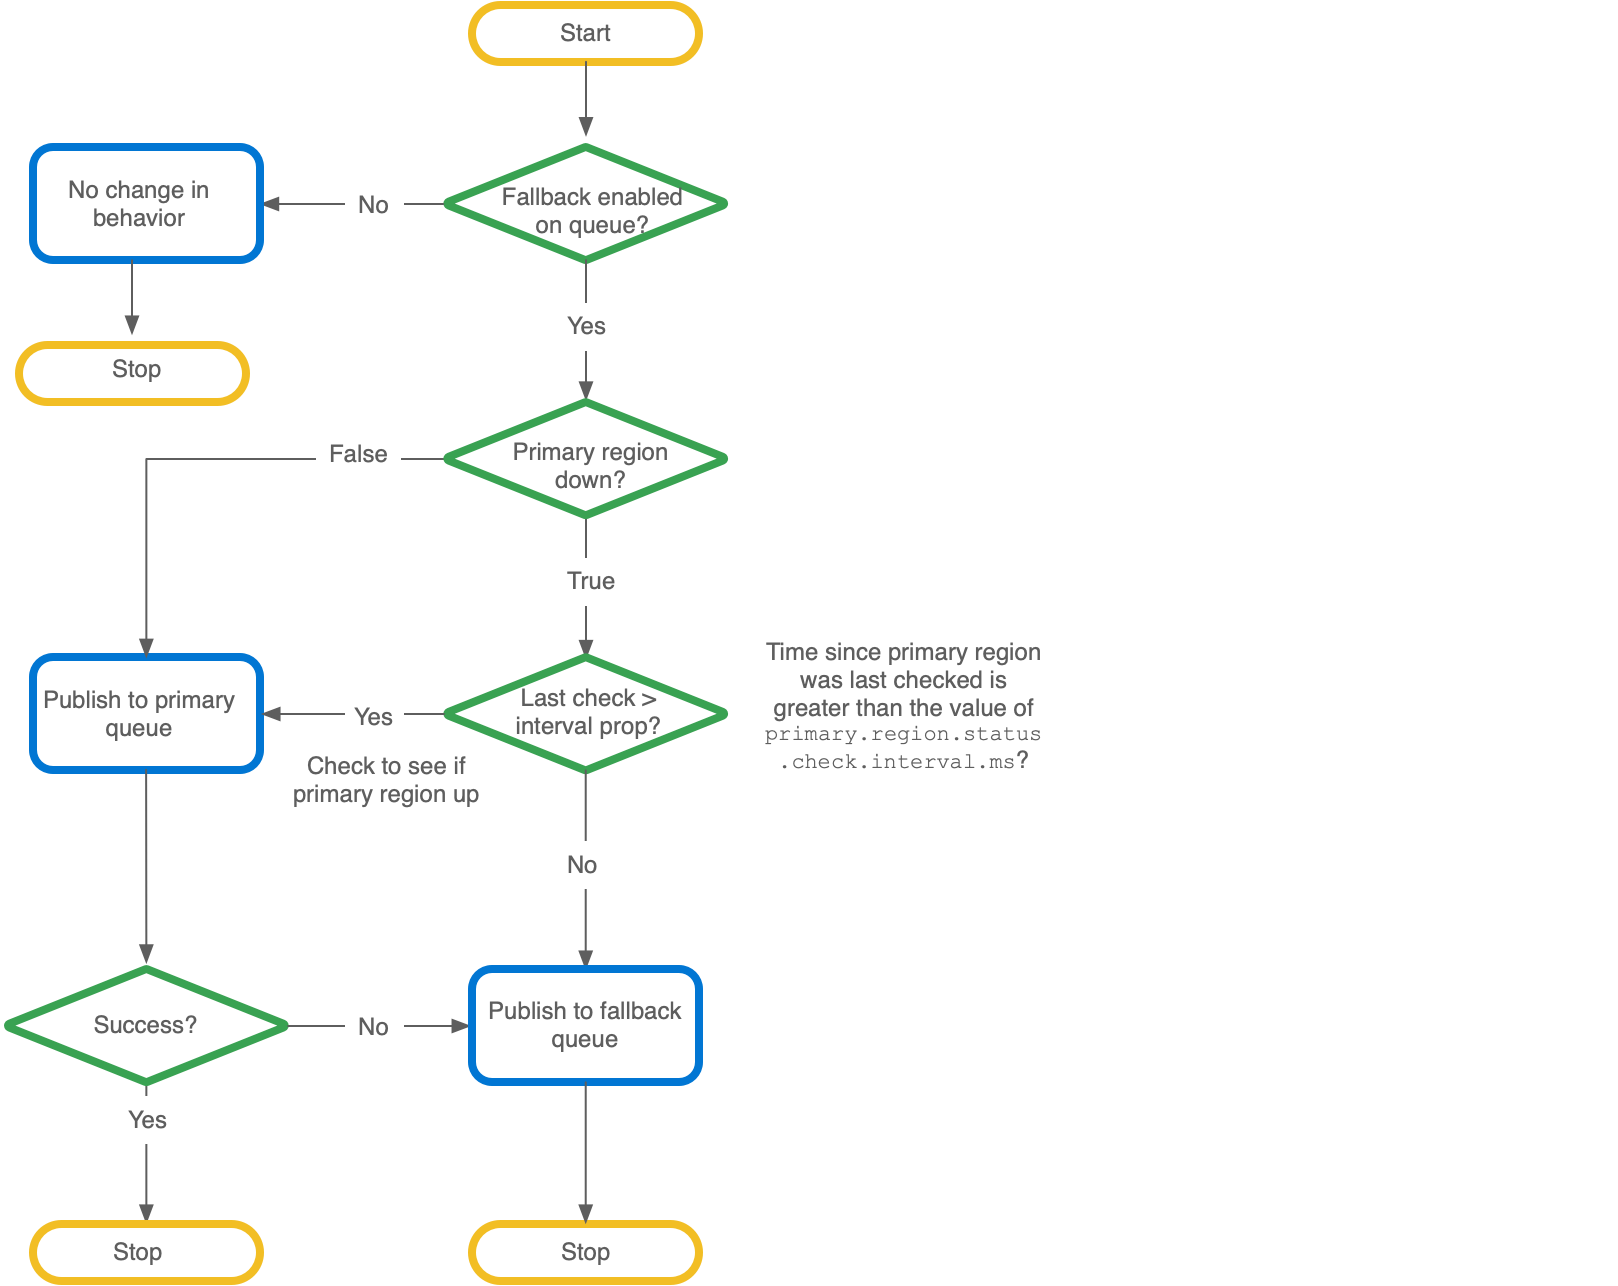 Start
Fallback enabled
on queue?
No
No change in
behavior
Stop
Yes
Primary region
down?
False
True
Last check >
interval prop?
Time since primary region
was last checked is
greater than the value of
primary.region.status
.check.interval.ms?
Yes
Check to see if
primary region up
Publish to primary
queue
No
Success?
No
Publish to fallback
queue
Yes
Stop
Stop